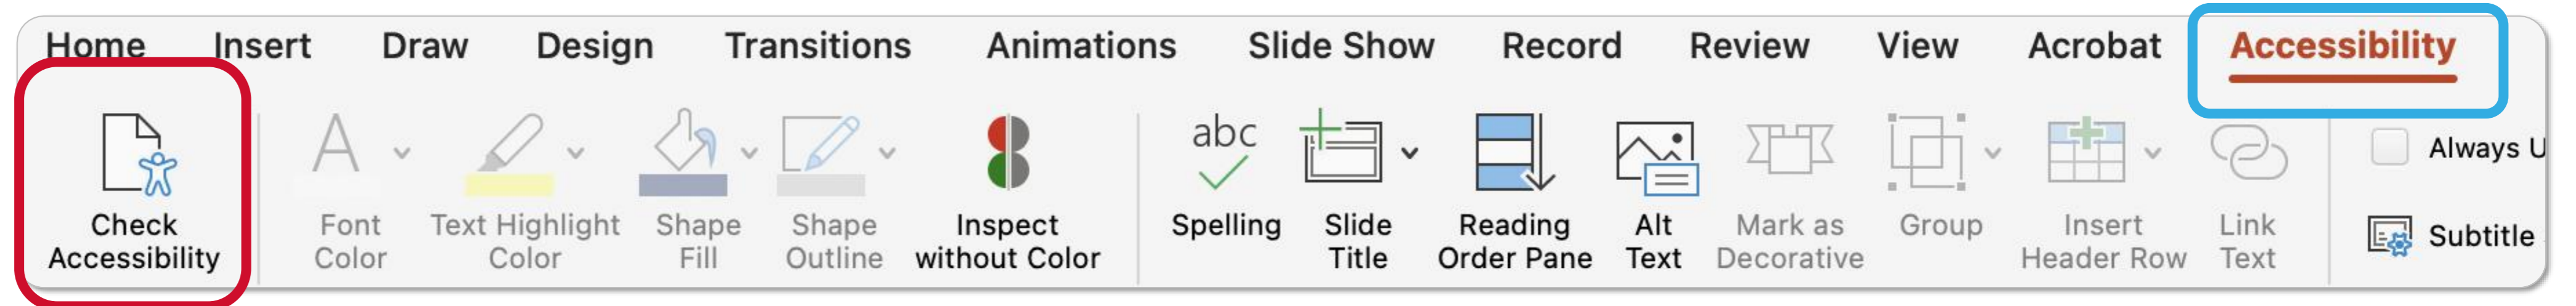 Home Insert Draw Design Transitions Animations Slide Show Record Review View Acrobat Accessibility
Check
Accessibility
Font
Color
Text Highlight
Color
Shape
Fill
Shape
Outline
Inspect
without Color
abc
Spelling
Slide
Title
Reading
Order Pane
Alt
Text
Mark as
Decorative
Group
Insert
Header Row
Link
Text
Always U
Subtitle